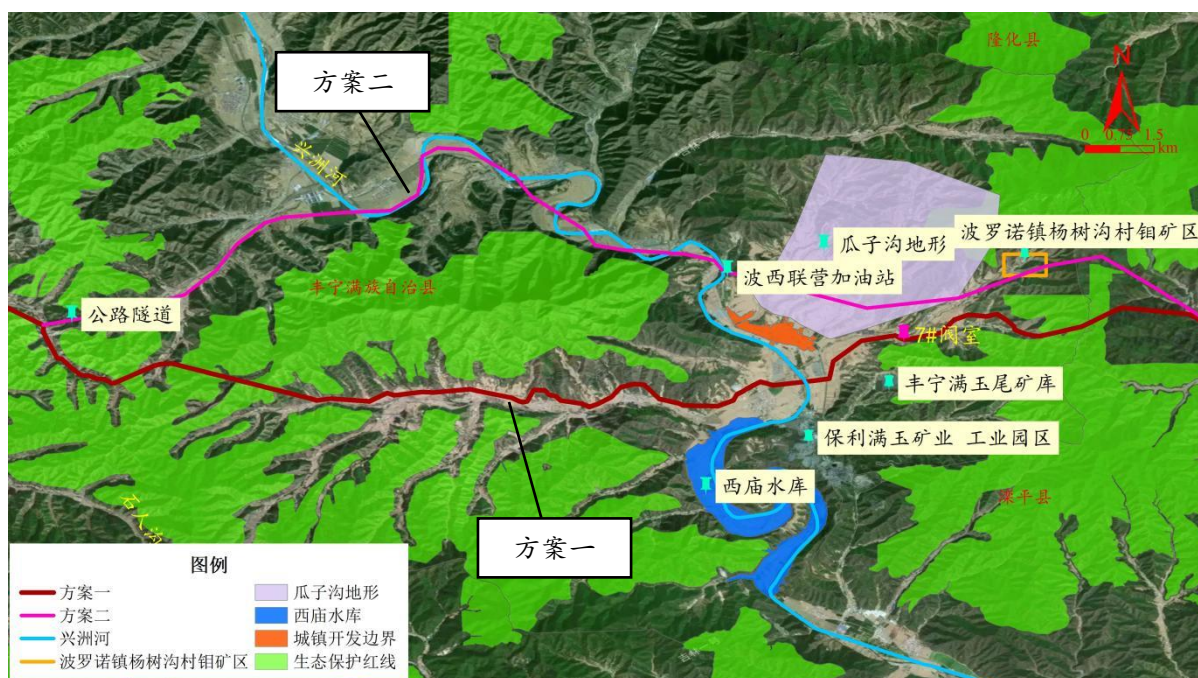 隆化县
N
0 0.75 1.5
km
方案二
兴洲河
瓜子沟地形
波罗诺镇杨树沟村钼矿区
波西联营加油站
丰宁满族自治县
公路隧道
7#阀室
丰宁满玉尾矿库
保利满玉矿业 工业园区
西庙水库
滦平县
石人沟
方案一
图例
方案一
方案二
兴洲河
波罗诺镇杨树沟村钼矿区
瓜子沟地形
西庙水库
城镇开发边界
生态保护红线